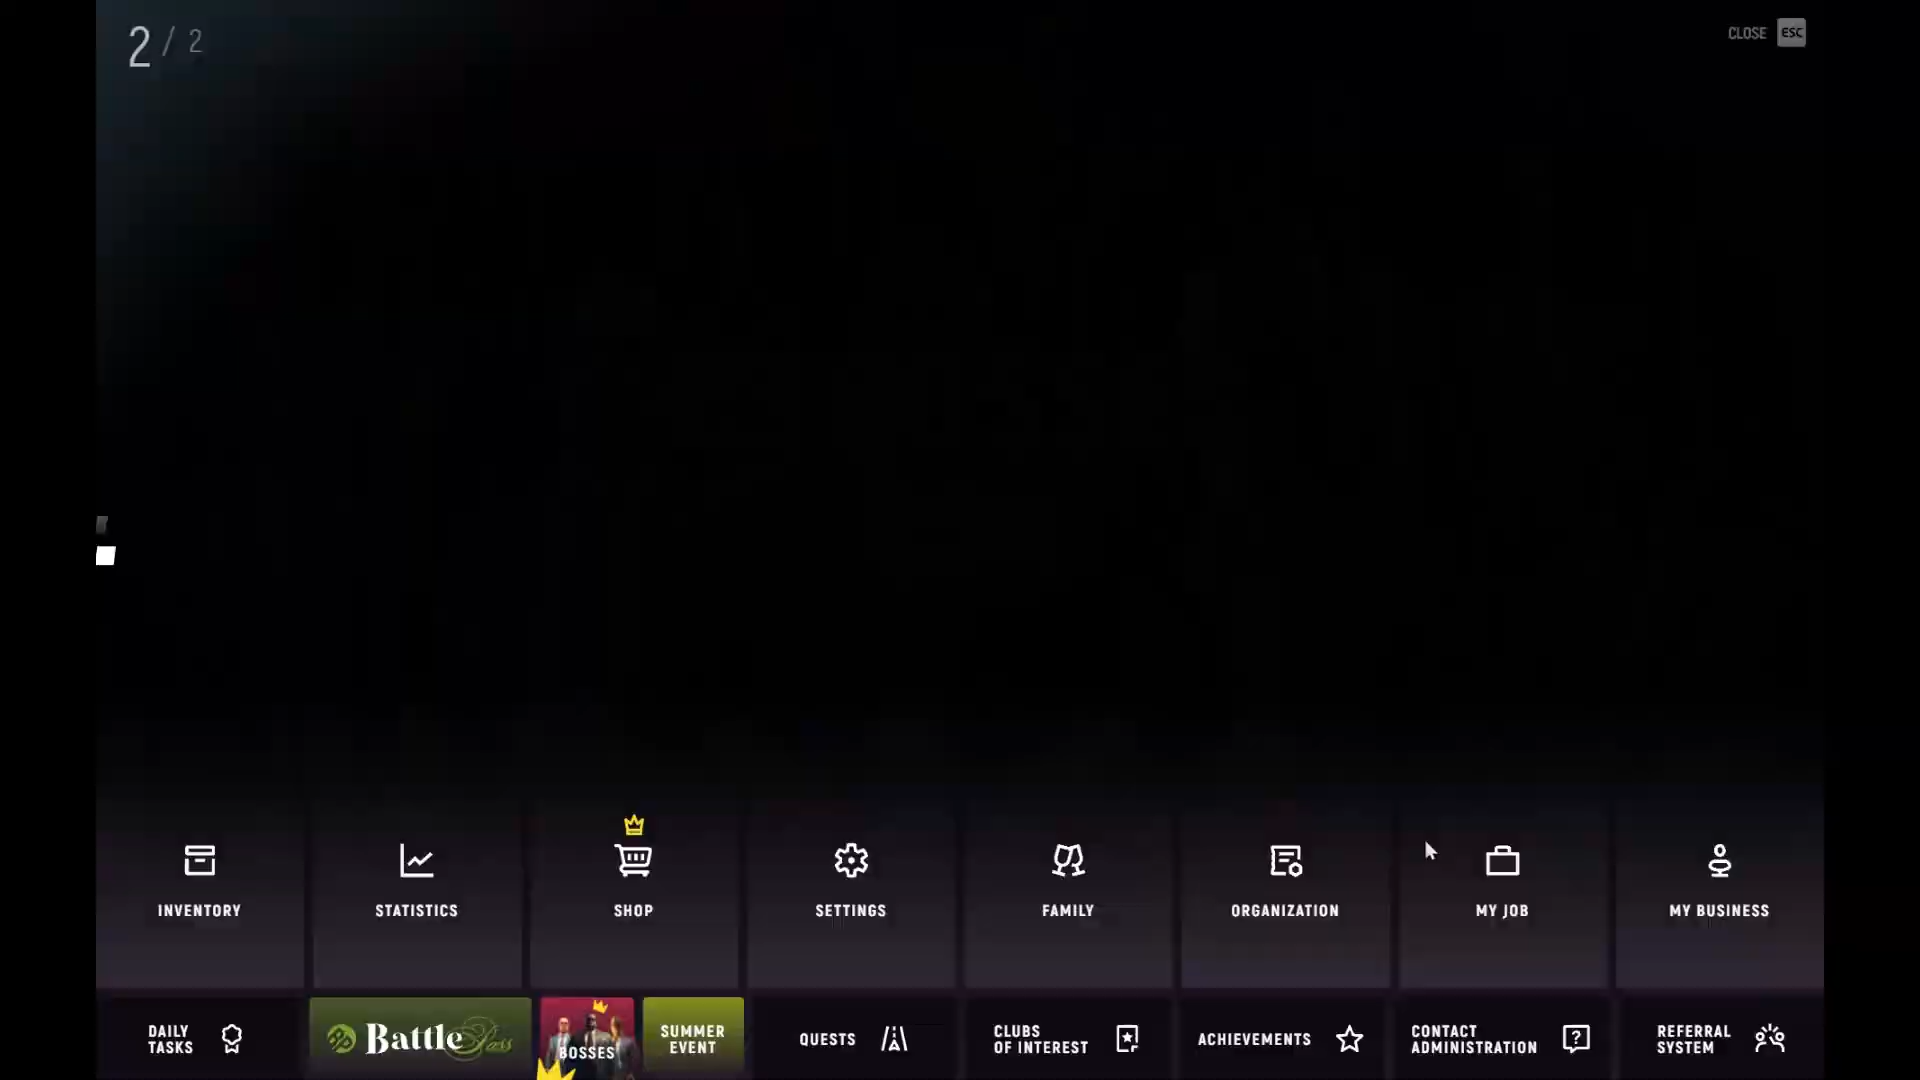 2 / 2
CLOSE ESC
INVENTORY
STATISTICS
SHOP
SETTINGS
FAMILY
ORGANIZATION
MY JOB
MY BUSINESS
DAILY
TASKS
Battle Pass
BOSSES
SUMMER
EVENT
QUESTS
CLUBS
OF INTEREST
ACHIEVEMENTS
CONTACT
ADMINISTRATION
REFERRAL
SYSTEM